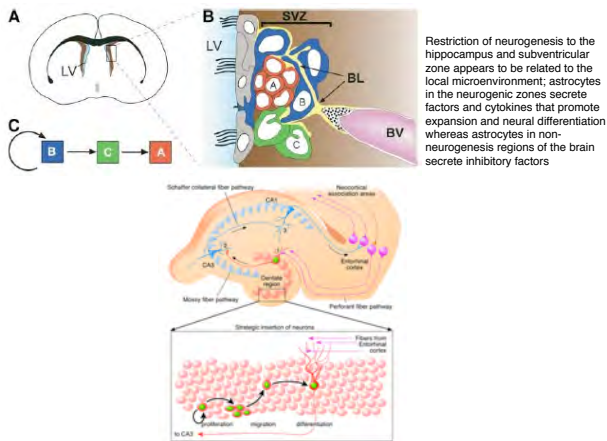 A
LV
B
SVZ
LV
A
B
C
BL
BV
C
B
C
A
Restriction of neurogenesis to the
hippocampus and subventricular
zone appears to be related to the
local microenvironment; astrocytes
in the neurogenic zones secrete
factors and cytokines that promote
expansion and neural differentiation
whereas astrocytes in non-
neurogenesis regions of the brain
secrete inhibitory factors
Schaffer collateral fiber pathway
CA1
Neocortical
association areas
3
2
1
CA3
Entorhinal
cortex
Dentate
region
Mossy fiber pathway
Perforant fiber pathway
Strategic insertion of neurons
Fibers from
Entorhinal
cortex
proliferation
migration
differentiation
to CA3